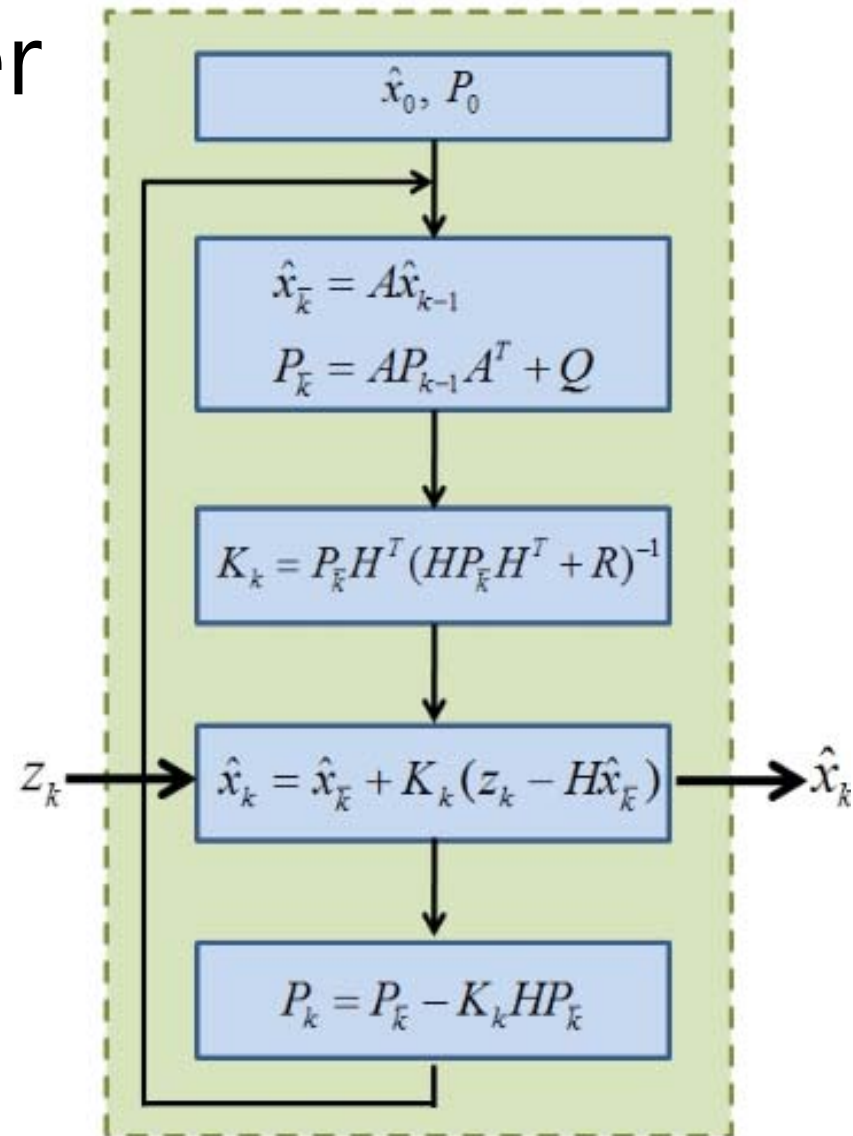 er
x̂₀, P₀
x̂_k̄ = Ax̂_{k−1}
P_k̄ = AP_{k−1}A^T + Q
K_k = P_k̄H^T(HP_k̄H^T + R)^{−1}
z_k
x̂_k = x̂_k̄ + K_k(z_k − Hx̂_k̄)
x̂_k
P_k = P_k̄ − K_kHP_k̄